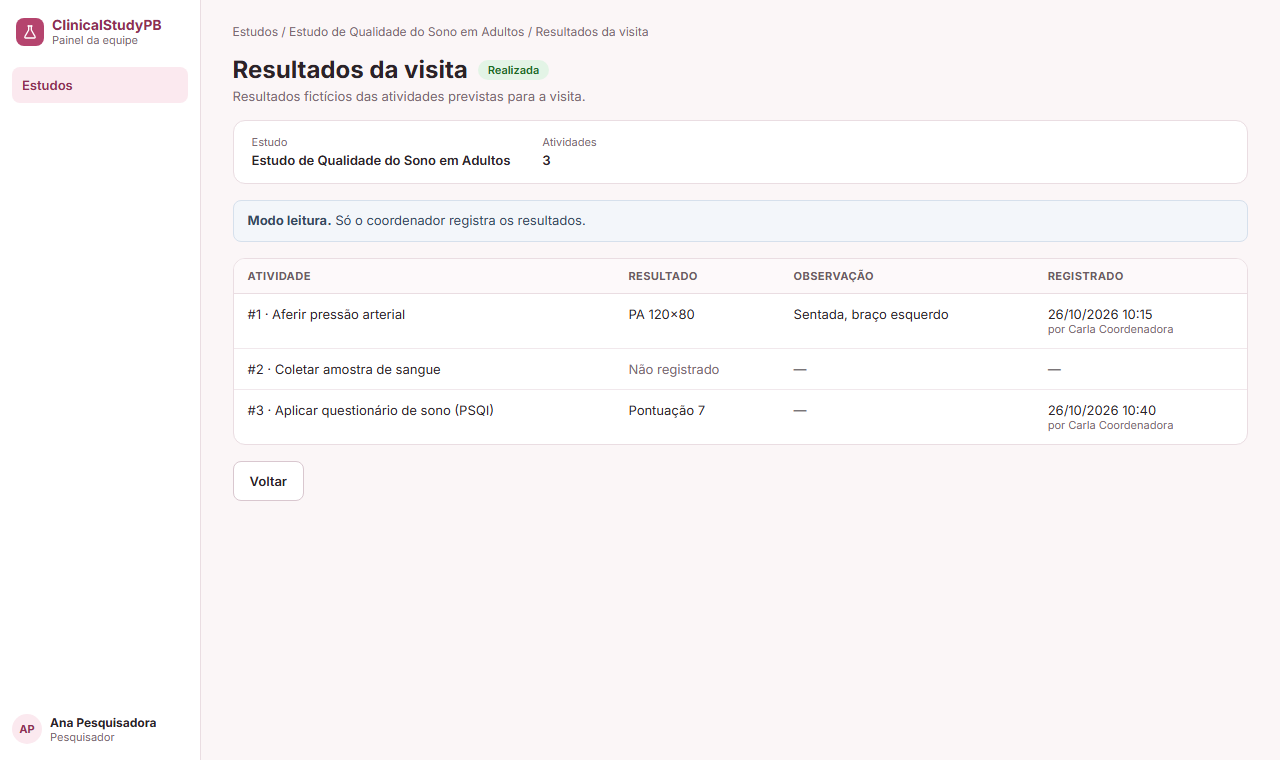 ClinicalStudyPB
Painel da equipe
Estudos
AP
Ana Pesquisadora
Pesquisador
Estudos / Estudo de Qualidade do Sono em Adultos / Resultados da visita
Resultados da visita Realizada
Resultados fictícios das atividades previstas para a visita.
Estudo Atividades
Estudo de Qualidade do Sono em Adultos 3
Modo leitura. Só o coordenador registra os resultados.
ATIVIDADE RESULTADO OBSERVAÇÃO REGISTRADO
#1 · Aferir pressão arterial PA 120×80 Sentada, braço esquerdo 26/10/2026 10:15
por Carla Coordenadora
#2 · Coletar amostra de sangue Não registrado — —
#3 · Aplicar questionário de sono (PSQI) Pontuação 7 — 26/10/2026 10:40
por Carla Coordenadora
Voltar